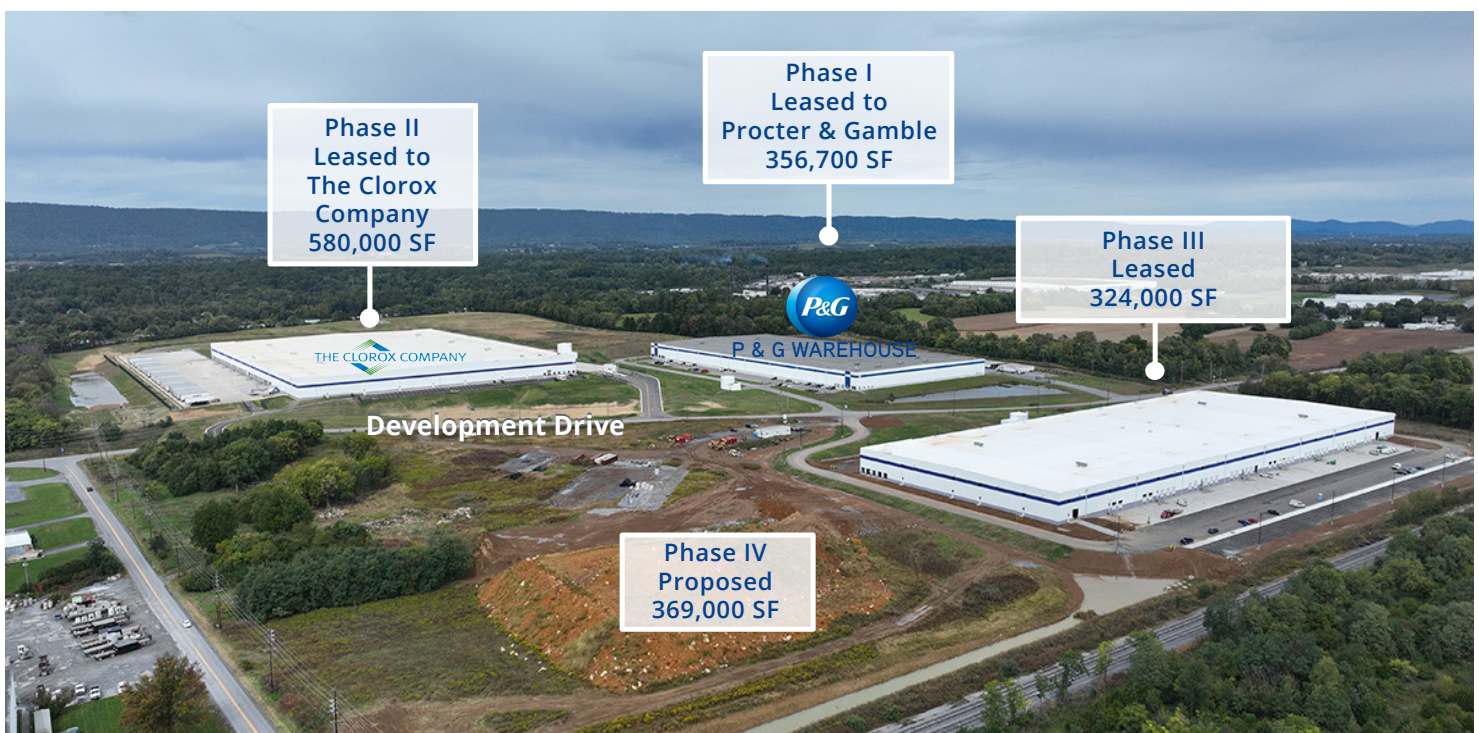 Phase I
Leased to
Procter & Gamble
356,700 SF
Phase II
Leased to
The Clorox
Company
580,000 SF
Phase III
Leased
324,000 SF
P&G
P & G WAREHOUSE
THE CLOROX COMPANY
Development Drive
Phase IV
Proposed
369,000 SF